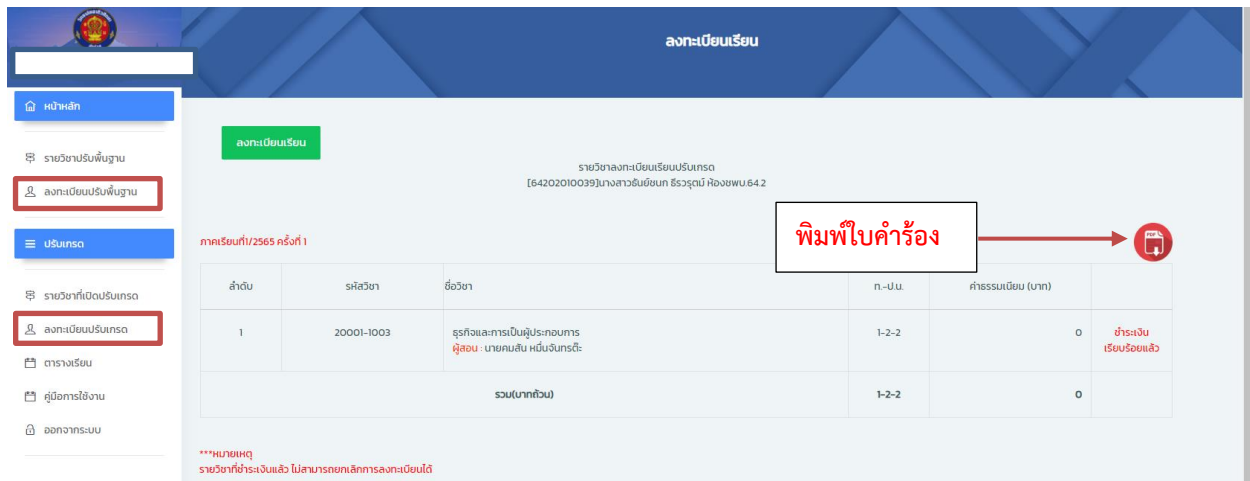 ลงทะเบียนเรียน
หน้าหลัก
รายวิชาปรับพื้นฐาน
ลงทะเบียนปรับพื้นฐาน
ปรับเกรด
รายวิชาที่เปิดปรับเกรด
ลงทะเบียนปรับเกรด
ตารางเรียน
คู่มือการใช้งาน
ออกจากระบบ
ลงทะเบียนเรียน
รายวิชาลงทะเบียนเรียนปรับเกรด
[64202010039]นางสาวธันย์ชนก ธีรวรุตม์ ห้องชพบ.64.2
พิมพ์ใบคำร้อง
PDF
ภาคเรียนที่1/2565 ครั้งที่ 1
ลำดับ รหัสวิชา ชื่อวิชา ท.-ป.น. ค่าธรรมเนียม (บาท)
1 20001-1003 ธุรกิจและการเป็นผู้ประกอบการ 1-2-2 0 ชำระเงิน
ผู้สอน : นายคมสัน หมื่นจันทรต๊ะ เรียบร้อยแล้ว
รวม(บาทถ้วน) 1-2-2 0
***หมายเหตุ
รายวิชาที่ชำระเงินแล้ว ไม่สามารถยกเลิกการลงทะเบียนได้